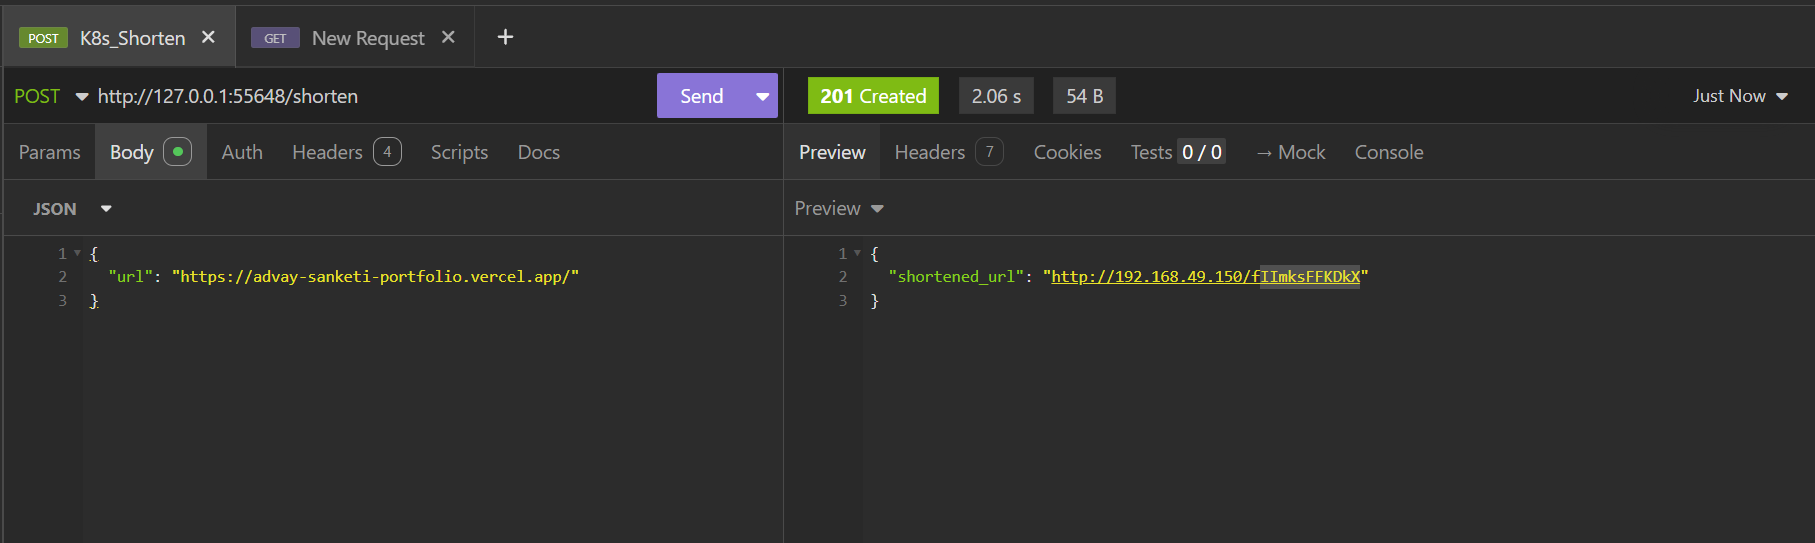 POST K8s_Shorten × GET New Request × +
POST http://127.0.0.1:55648/shorten Send 201 Created 2.06 s 54 B Just Now
Params Body Auth Headers 4 Scripts Docs Preview Headers 7 Cookies Tests 0 / 0 → Mock Console
JSON Preview
1 {
2 "url": "https://advay-sanketi-portfolio.vercel.app/"
3 }
1 {
2 "shortened_url": "http://192.168.49.150/fIImksFFKDkX"
3 }